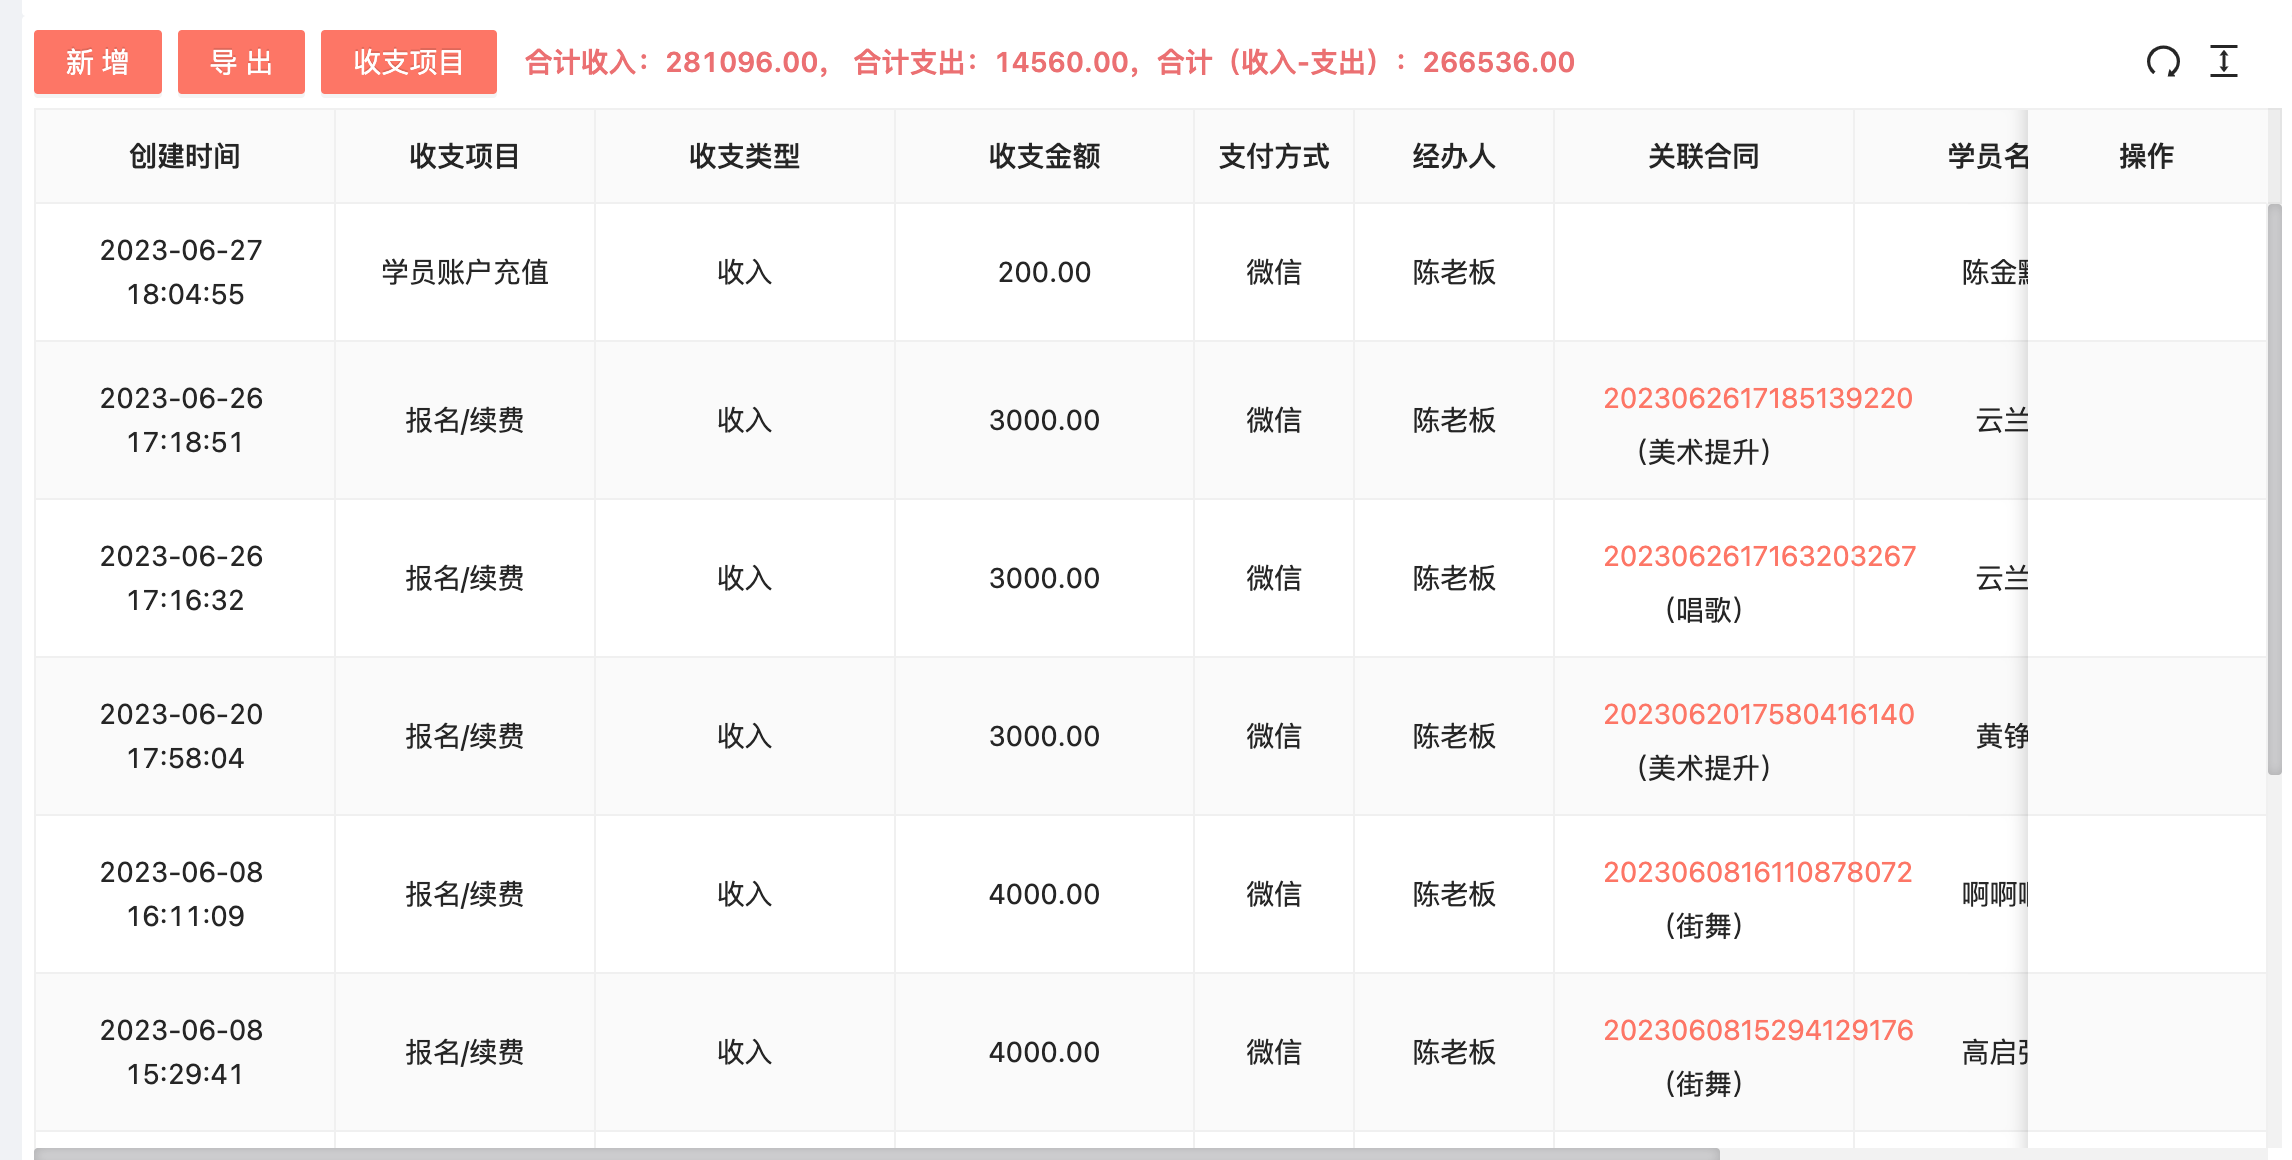 新 增 导 出 收支项目 合计收入：281096.00， 合计支出：14560.00，合计（收入-支出）：266536.00
创建时间 收支项目 收支类型 收支金额 支付方式 经办人 关联合同 学员名 操作
2023-06-27
18:04:55
学员账户充值 收入 200.00 微信 陈老板 陈金
2023-06-26
17:18:51
报名/续费 收入 3000.00 微信 陈老板
2023062617185139220
（美术提升）
云兰
2023-06-26
17:16:32
报名/续费 收入 3000.00 微信 陈老板
2023062617163203267
（唱歌）
云兰
2023-06-20
17:58:04
报名/续费 收入 3000.00 微信 陈老板
2023062017580416140
（美术提升）
黄铮
2023-06-08
16:11:09
报名/续费 收入 4000.00 微信 陈老板
2023060816110878072
（街舞）
啊啊
2023-06-08
15:29:41
报名/续费 收入 4000.00 微信 陈老板
2023060815294129176
（街舞）
高启